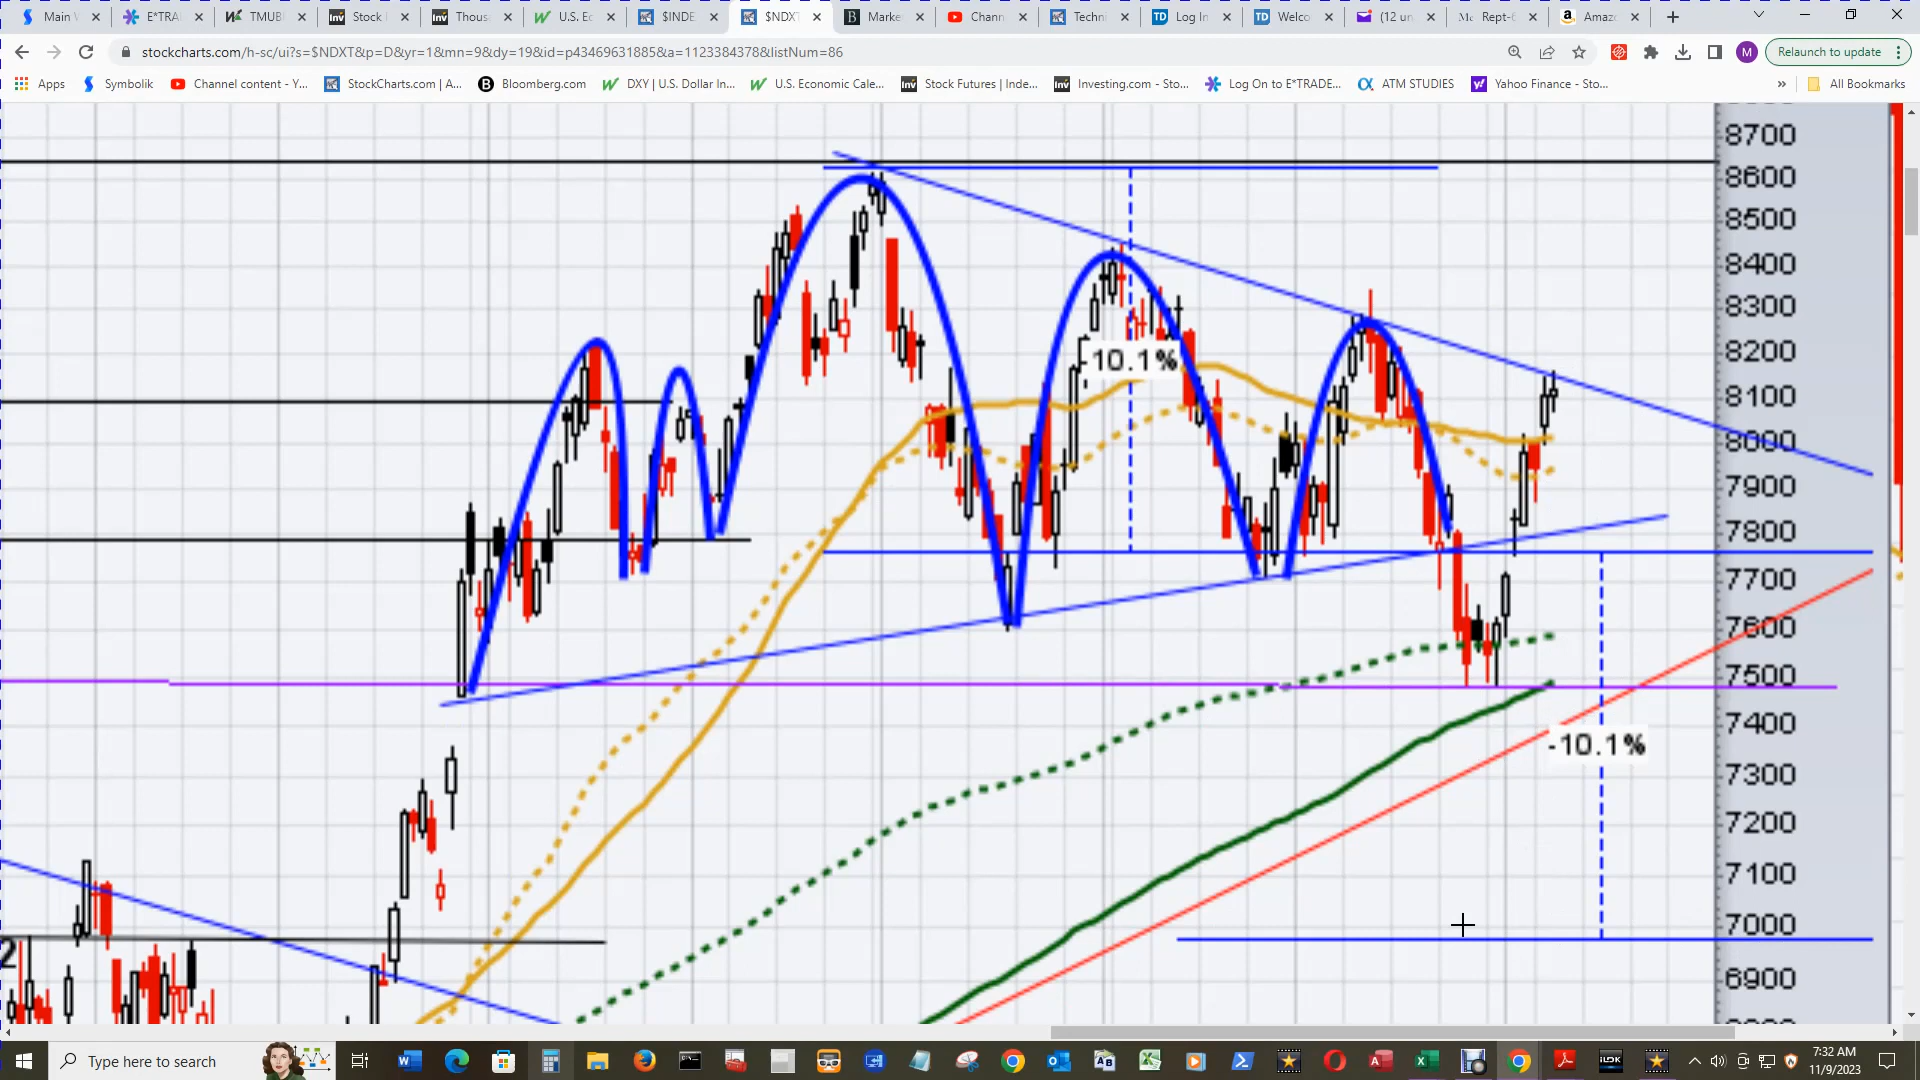 Main \
E*TRA
TMUB
Stock I
Thous
U.S. Ec
$INDE
$NDXT
Marke
Chann
Techni
Log In
Welco
(12 un
Rept-6
Amaz
stockcharts.com/h-sc/ui?s=$NDXT&p=D&yr=1&mn=9&dy=19&id=p43469631885&a=1123384378&listNum=86
M
Relaunch to update
Apps
Symbolik
Channel content - Y...
StockCharts.com | A...
Bloomberg.com
DXY | U.S. Dollar In...
U.S. Economic Cale...
Stock Futures | Inde...
Investing.com - Sto...
Log On to E*TRADE...
ATM STUDIES
Yahoo Finance - Sto...
»
All Bookmarks
8700
8600
8500
8400
8300
8200
8100
8000
7900
7800
7700
7600
7500
7400
7300
7200
7100
7000
6900
-10.1%
-10.1%
2
Type here to search
7:32 AM
11/9/2023